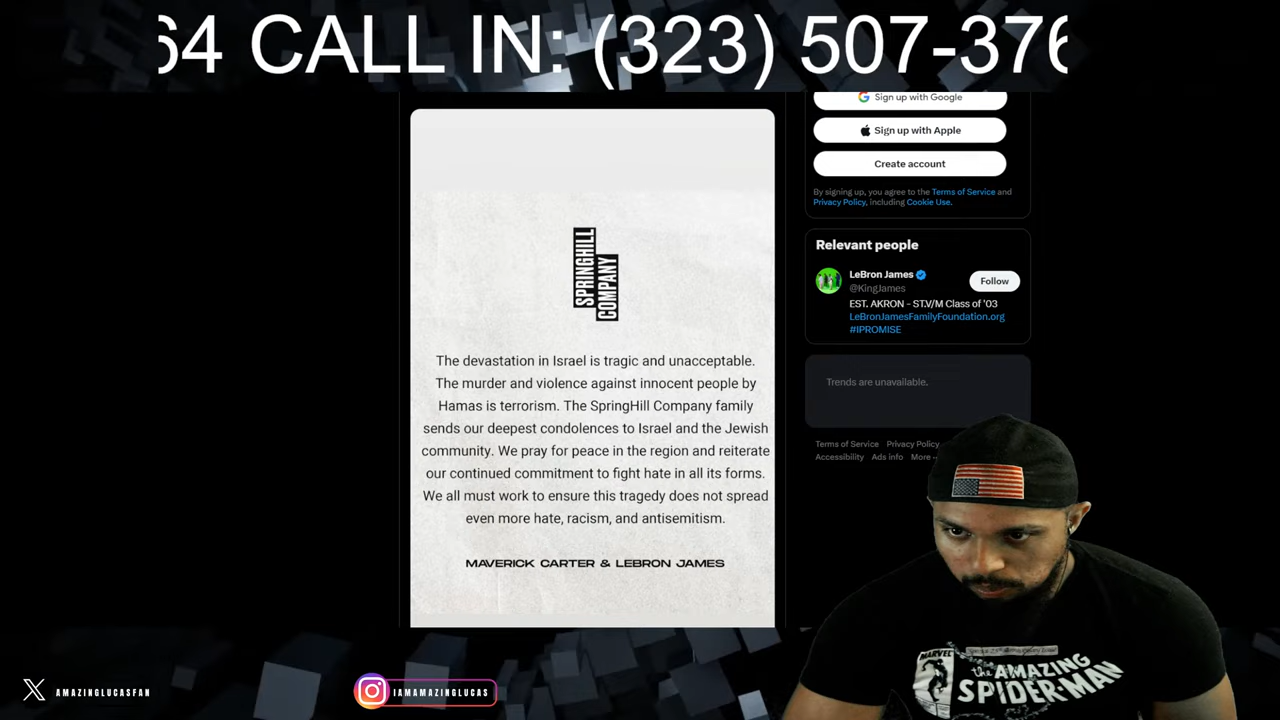 64 CALL IN: (323) 507-376
Sign up with Google
Sign up with Apple
Create account
By signing up, you agree to the Terms of Service and
Privacy Policy, including Cookie Use.
Relevant people
LeBron James
@KingJames
Follow
EST. AKRON - ST.V/M Class of '03
LeBronJamesFamilyFoundation.org
#IPROMISE
Trends are unavailable.
Terms of Service Privacy Policy
Accessibility Ads info More
SPRINGHILL
COMPANY
The devastation in Israel is tragic and unacceptable.
The murder and violence against innocent people by
Hamas is terrorism. The SpringHill Company family
sends our deepest condolences to Israel and the Jewish
community. We pray for peace in the region and reiterate
our continued commitment to fight hate in all its forms.
We all must work to ensure this tragedy does not spread
even more hate, racism, and antisemitism.
MAVERICK CARTER & LEBRON JAMES
MARVEL
the AMAZING
SPIDER-MAN
AMAZINGLUCASFAN
IAMAMAZINGLUCAS